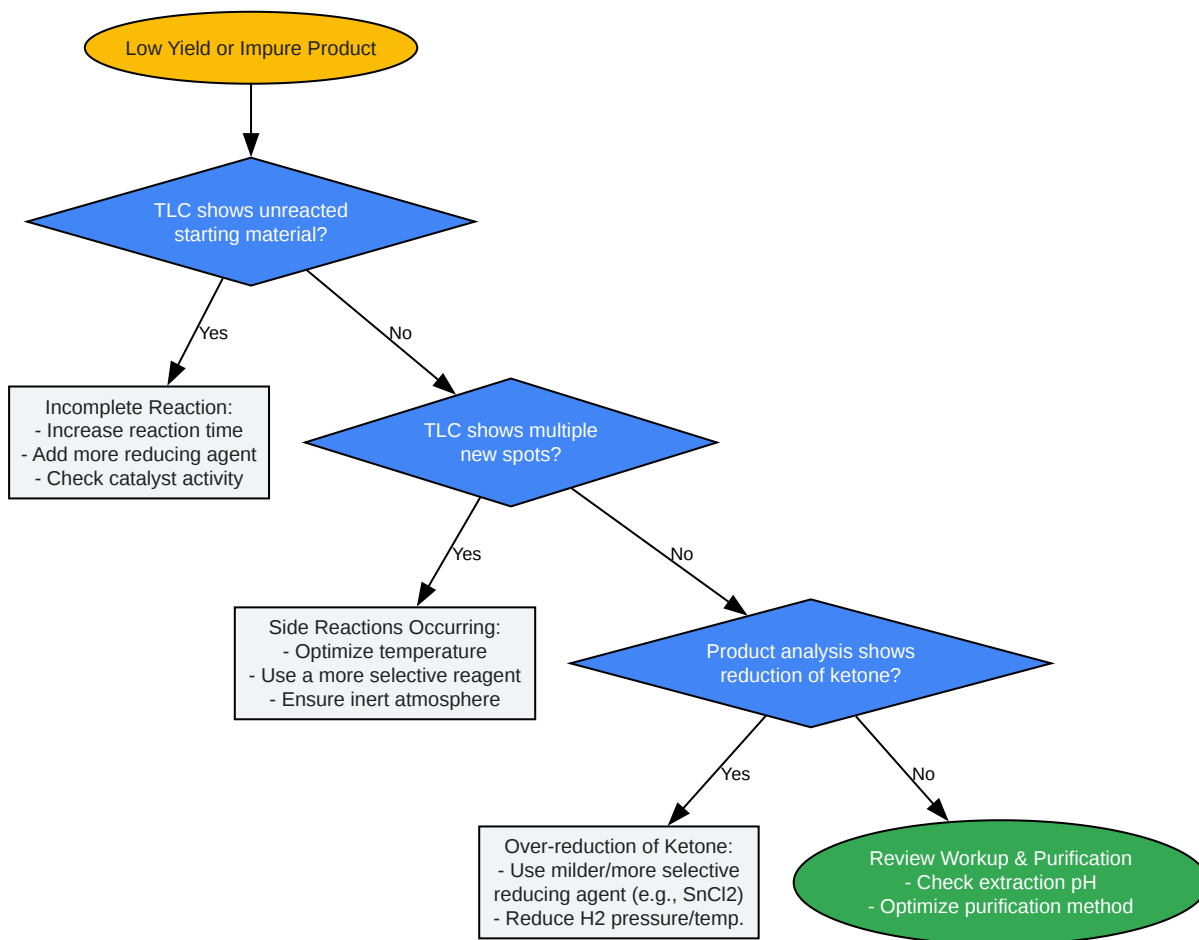 Low Yield or Impure Product
TLC shows unreacted
starting material?
Yes
No
Incomplete Reaction:
- Increase reaction time
- Add more reducing agent
- Check catalyst activity
TLC shows multiple
new spots?
Yes
No
Side Reactions Occurring:
- Optimize temperature
- Use a more selective reagent
- Ensure inert atmosphere
Product analysis shows
reduction of ketone?
Yes
No
Over-reduction of Ketone:
- Use milder/more selective
reducing agent (e.g., SnCl2)
- Reduce H2 pressure/temp.
Review Workup & Purification
- Check extraction pH
- Optimize purification method